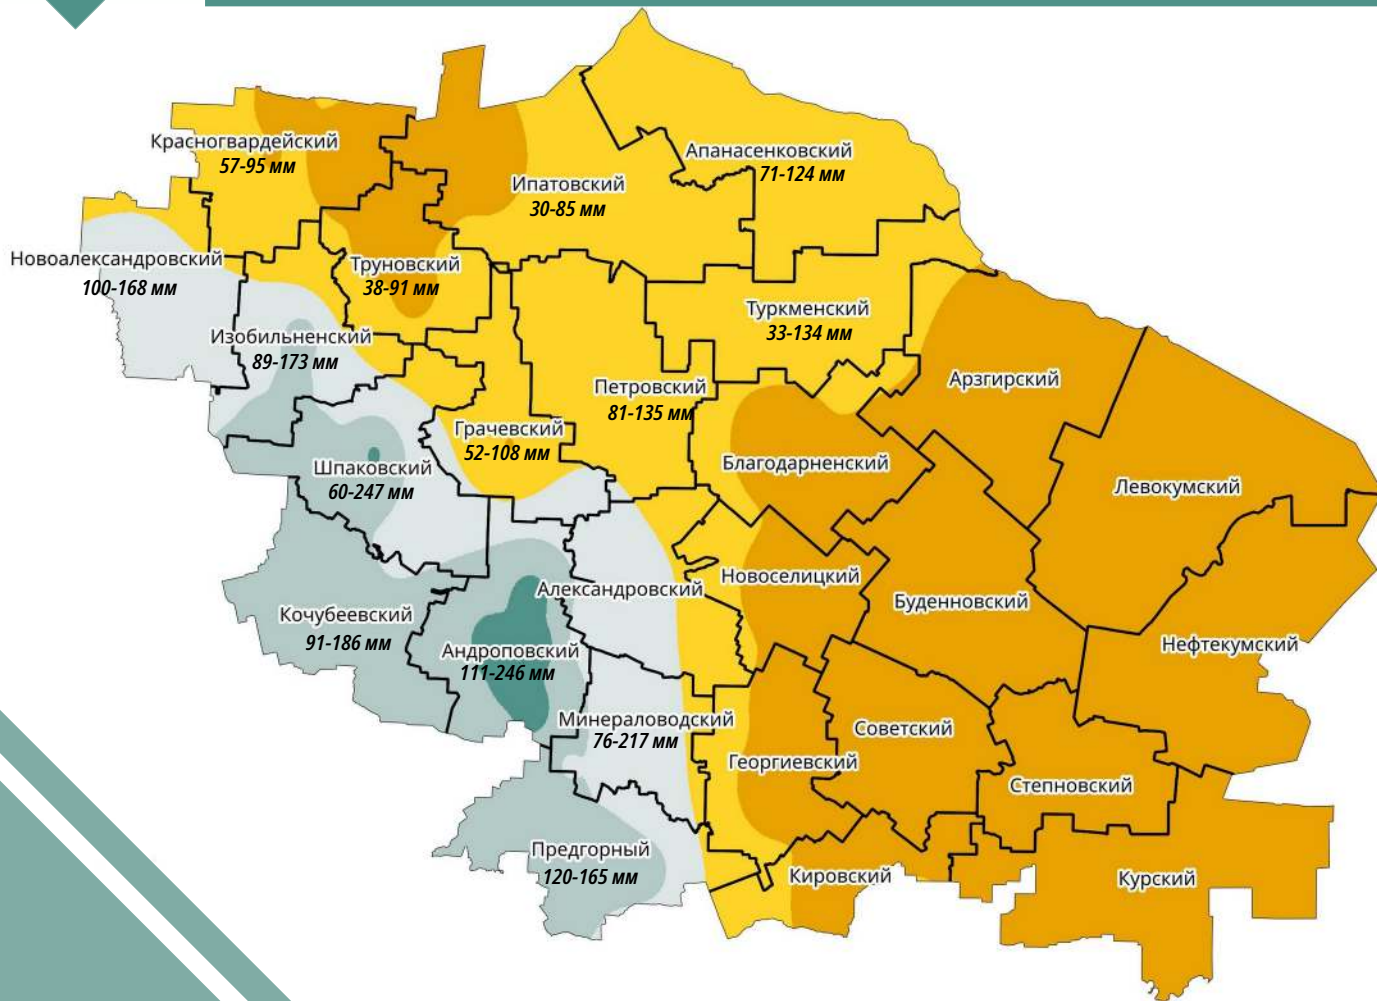 Красногвардейский
57-95 мм
Апанасенковский
71-124 мм
Ипатовский
30-85 мм
Новоалександровский
100-168 мм
Труновский
38-91 мм
Туркменский
33-134 мм
Изобильненский
89-173 мм
Петровский
81-135 мм
Арзгирский
Грачевский
52-108 мм
Благодарненский
Шпаковский
60-247 мм
Левокумский
Новоселицкий
Александровский
Буденновский
Кочубеевский
91-186 мм
Нефтекумский
Андроповский
111-246 мм
Минераловодский
76-217 мм
Советский
Георгиевский
Степновский
Предгорный
120-165 мм
Кировский
Курский